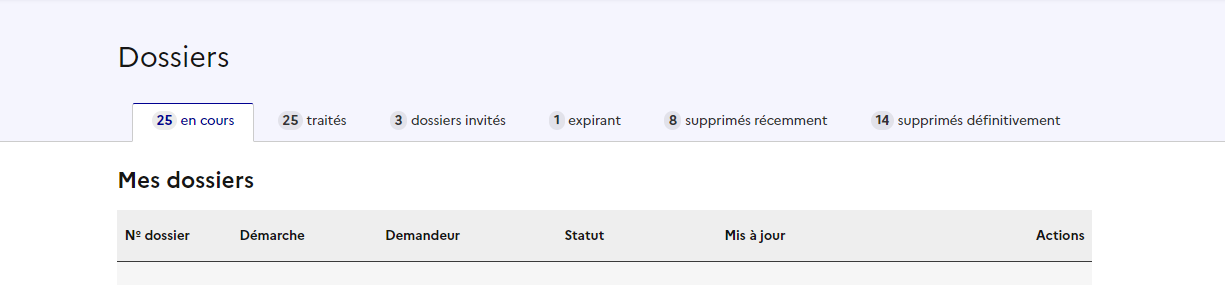 Dossiers
25 en cours 25 traités 3 dossiers invités 1 expirant 8 supprimés récemment 14 supprimés définitivement
Mes dossiers
Nº dossier Démarche Demandeur Statut Mis à jour Actions